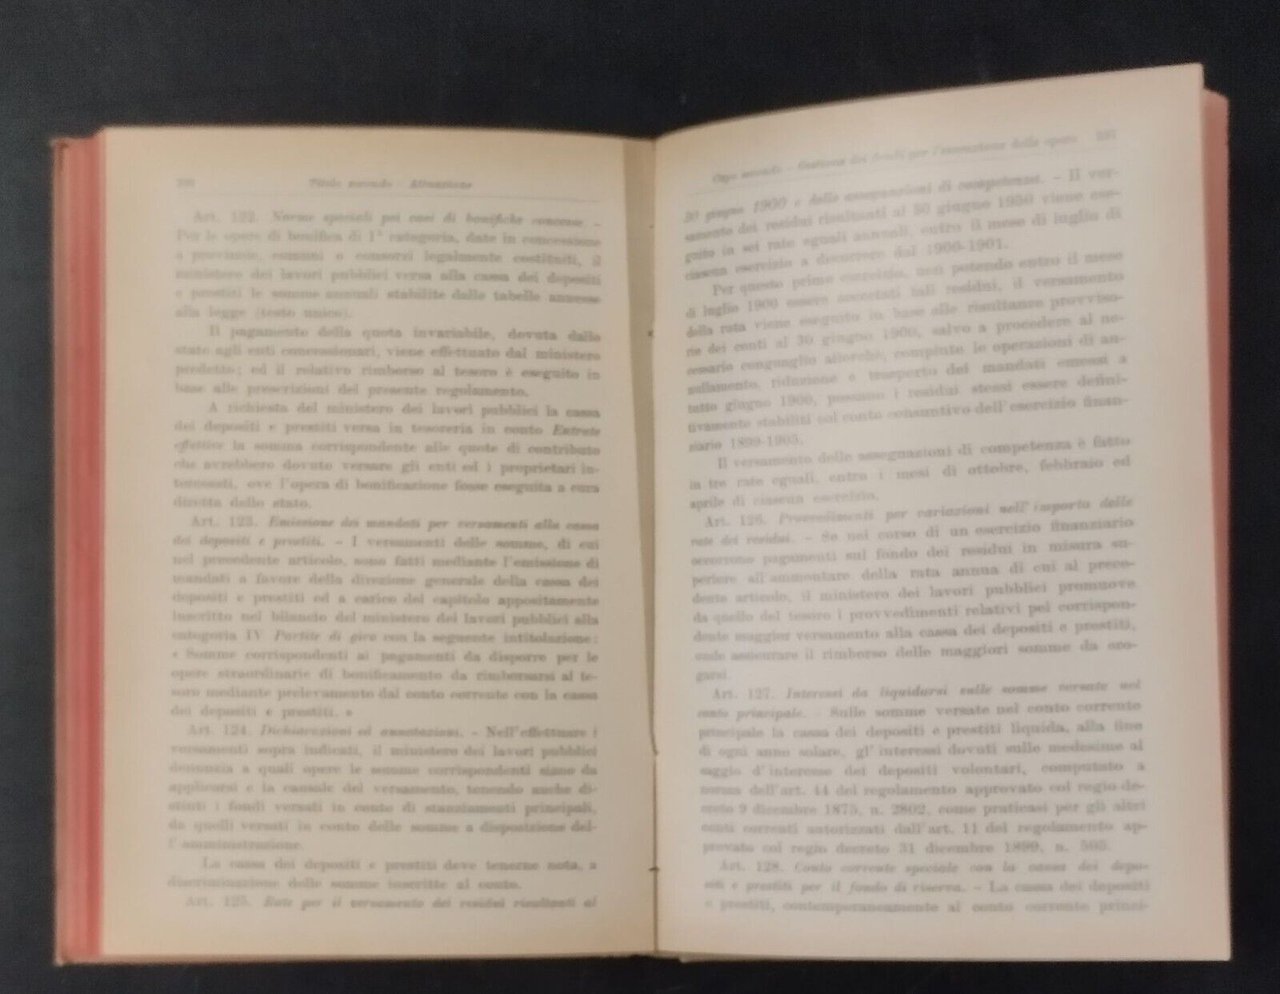 Titolo secondo - Attuazione
Art. 122. Norme speciali pei casi di bonifiche concesse. -
Per le opere di bonifica di 1ª categoria, date in concessione
a provincie, comuni o consorzi legalmente costituiti, il
ministero dei lavori pubblici versa alla cassa dei depositi
e prestiti le somme annuali stabilite dalle tabelle annesse
alla legge (testo unico).
Il pagamento della quota invariabile, dovuta dallo
stato agli enti concessionari, viene effettuato dal ministero
predetto; ed il relativo rimborso al tesoro è eseguito in
base alle prescrizioni del presente regolamento.
A richiesta del ministero dei lavori pubblici la cassa
dei depositi e prestiti versa in tesoreria in conto Entrate
effettive la somma corrispondente alle quote di contributo
che avrebbero dovuto versare gli enti ed i proprietari in-
teressati, ove l'opera di bonificazione fosse eseguita a cura
diretta dello stato.
Art. 123. Emissione dei mandati per versamenti alla cassa
dei depositi e prestiti. - I versamenti delle somme, di cui
nel precedente articolo, sono fatti mediante l'emissione di
mandati a favore della direzione generale della cassa dei
depositi e prestiti ed a carico del capitolo appositamente
inscritto nel bilancio del ministero dei lavori pubblici alla
categoria IV Partite di giro con la seguente intitolazione:
« Somme corrispondenti ai pagamenti da disporre per le
opere straordinarie di bonificamento da rimborsarsi al te-
soro mediante prelevamento dal conto corrente con la cassa
dei depositi e prestiti. »
Art. 124. Dichiarazioni ed annotazioni. - Nell'effettuare i
versamenti sopra indicati, il ministero dei lavori pubblici
denunzia a quali opere le somme corrispondenti siano da
applicarsi e la causale del versamento, tenendo anche di-
stinti i fondi versati in conto di stanziamenti principali,
da quelli versati in conto delle somme a disposizione del-
l'amministrazione.
La cassa dei depositi e prestiti deve tenerne nota, a
discriminazione delle somme inscritte al conto.
Art. 125. Rate per il versamento dei residui risultanti al
Capo secondo - Gestione dei fondi per l'esecuzione delle opere
30 giugno 1900 e delle assegnazioni di competenza. - Il ver-
samento dei residui risultanti al 30 giugno 1900 viene ese-
guito in sei rate eguali annuali, entro il mese di luglio di
ciascun esercizio a decorrere dal 1900-1901.
Per questo primo esercizio, non potendo entro il mese
di luglio 1900 essere accertati tali residui, il versamento
della rata viene eseguito in base alle risultanze provviso-
rie dei conti al 30 giugno 1900, salvo a procedere al ne-
cessario conguaglio allorchè, compiute le operazioni di an-
nullamento, riduzione e trasporto dei mandati emessi a
tutto giugno 1900, possano i residui stessi essere defini-
tivamente stabiliti col conto consuntivo dell'esercizio finan-
ziario
Il versamento delle assegnazioni di competenza è fatto
in tre rate eguali, entro i mesi di ottobre, febbraio ed
aprile di ciascun esercizio.
Art. 126. Provvedimenti per variazioni nell'importo delle
rate dei residui. - Se nel corso di un esercizio finanziario
occorrono pagamenti sul fondo dei residui in misura su-
periore all'ammontare della rata annua di cui al prece-
dente articolo, il ministero dei lavori pubblici promuove
da quello del tesoro i provvedimenti relativi pel corrispon-
dente maggior versamento alla cassa dei depositi e prestiti,
onde assicurare il rimborso delle maggiori somme da ero-
garsi.
Art. 127. Interessi da liquidarsi sulle somme versate nel
conto principale. - Sulle somme versate nel conto corrente
principale la cassa dei depositi e prestiti liquida, alla fine
di ogni anno solare, gl'interessi dovuti sulle medesime al
saggio d'interesse dei depositi volontari, computato a
norma dell'art. 44 del regolamento approvato col regio de-
creto 9 dicembre 1875, n. 2802, come praticasi per gli altri
conti correnti autorizzati dall'art. 11 del regolamento ap-
provato col regio decreto 31 dicembre 1899, n. 505.
Art. 128. Conto corrente speciale con la cassa dei depo-
siti e prestiti per il fondo di riserva. - La cassa dei depositi
e prestiti, contemporaneamente al conto corrente princi-